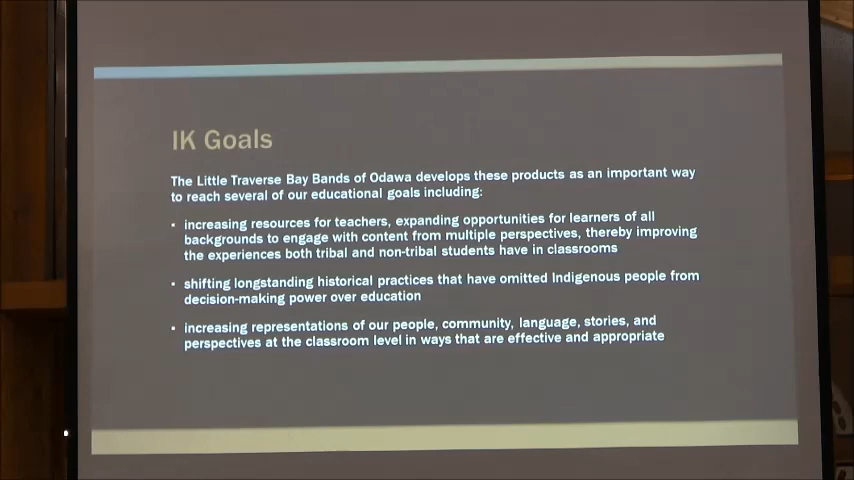 IK Goals
The Little Traverse Bay Bands of Odawa develops these products as an important way
to reach several of our educational goals including:
▪ increasing resources for teachers, expanding opportunities for learners of all
backgrounds to engage with content from multiple perspectives, thereby improving
the experiences both tribal and non-tribal students have in classrooms
▪ shifting longstanding historical practices that have omitted Indigenous people from
decision-making power over education
▪ increasing representations of our people, community, language, stories, and
perspectives at the classroom level in ways that are effective and appropriate